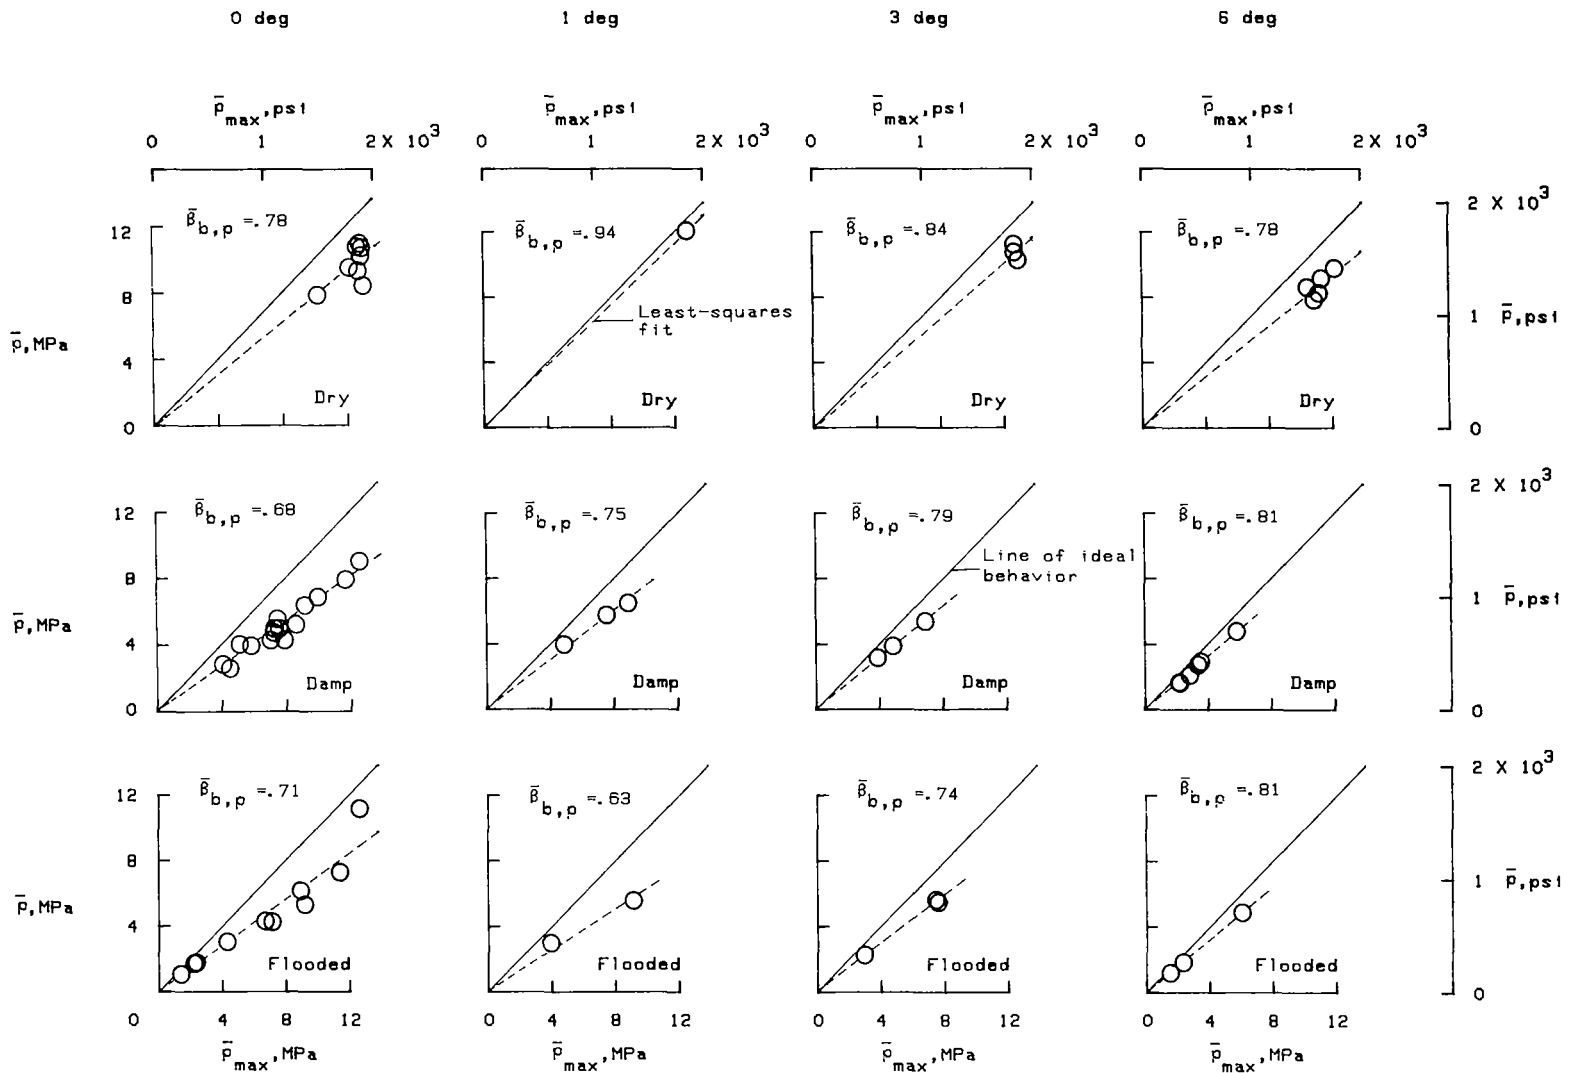 0 deg 1 deg 3 deg 6 deg
p̄max,psi p̄max,psi p̄max,psi p̄max,psi
0 1 2 X 10³ 0 1 2 X 10³ 0 1 2 X 10³ 0 1 2 X 10³
β̄b,p =.78 β̄b,p =.94 β̄b,p =.84 β̄b,p =.78 2 X 10³
12
8
Least-squares
fit
1 p̄,psi
p̄,MPa
4
Dry Dry Dry Dry
0 0
β̄b,p =.68 β̄b,p =.75 β̄b,p =.79 β̄b,p =.81 2 X 10³
12
Line of ideal
behavior
8
1 p̄,psi
p̄,MPa
4
Damp Damp Damp Damp
0 0
β̄b,p =.71 β̄b,p =.63 β̄b,p =.74 β̄b,p =.81 2 X 10³
12
8
1 p̄,psi
p̄,MPa
4
Flooded Flooded Flooded Flooded
0
0 4 8 12 0 4 8 12 0 4 8 12 0 4 8 12
p̄max,MPa p̄max,MPa p̄max,MPa p̄max,MPa